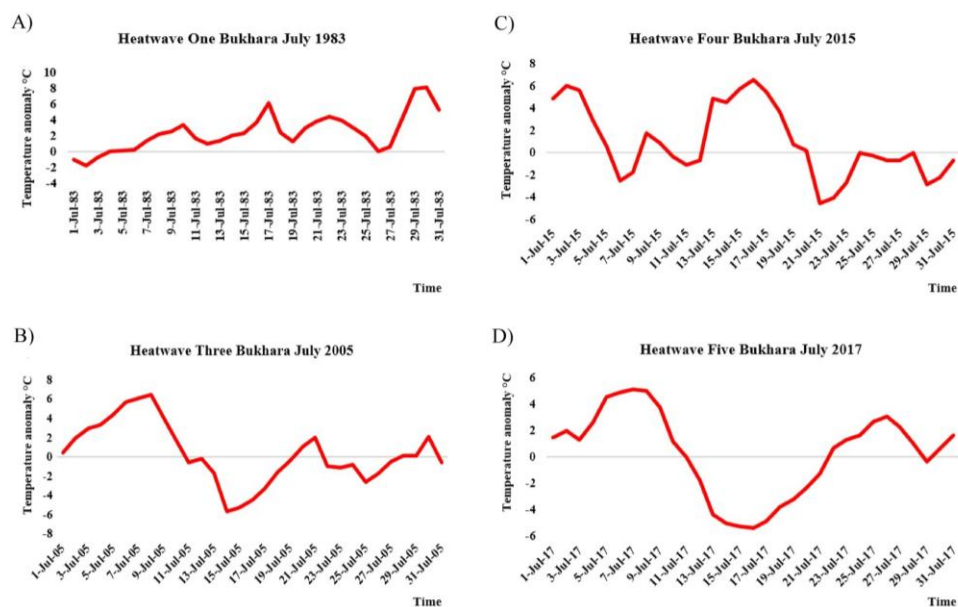 A)
Heatwave One Bukhara July 1983
Temperature anomaly °C
10
8
6
4
2
0
-2
-4
1-Jul-83
3-Jul-83
5-Jul-83
7-Jul-83
9-Jul-83
11-Jul-83
13-Jul-83
15-Jul-83
17-Jul-83
19-Jul-83
21-Jul-83
23-Jul-83
25-Jul-83
27-Jul-83
29-Jul-83
31-Jul-83
Time
B)
Heatwave Three Bukhara July 2005
Temperature anomaly °C
8
6
4
2
0
-2
-4
-6
-8
1-Jul-05
3-Jul-05
5-Jul-05
7-Jul-05
9-Jul-05
11-Jul-05
13-Jul-05
15-Jul-05
17-Jul-05
19-Jul-05
21-Jul-05
23-Jul-05
25-Jul-05
27-Jul-05
29-Jul-05
31-Jul-05
Time
C)
Heatwave Four Bukhara July 2015
Temperature anomaly °C
8
6
4
2
0
-2
-4
-6
1-Jul-15
3-Jul-15
5-Jul-15
7-Jul-15
9-Jul-15
11-Jul-15
13-Jul-15
15-Jul-15
17-Jul-15
19-Jul-15
21-Jul-15
23-Jul-15
25-Jul-15
27-Jul-15
29-Jul-15
31-Jul-15
Time
D)
Heatwave Five Bukhara July 2017
Temperature anomaly °C
6
4
2
0
-2
-4
-6
1-Jul-17
3-Jul-17
5-Jul-17
7-Jul-17
9-Jul-17
11-Jul-17
13-Jul-17
15-Jul-17
17-Jul-17
19-Jul-17
21-Jul-17
23-Jul-17
25-Jul-17
27-Jul-17
29-Jul-17
31-Jul-17
Time